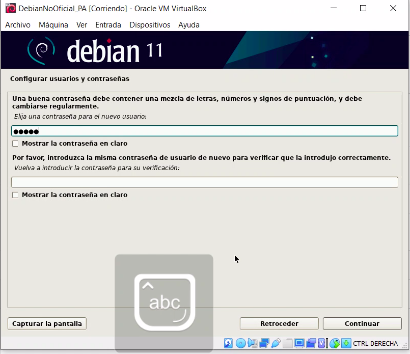 DebianNoOficial_PA [Corriendo] - Oracle VM VirtualBox
Archivo Máquina Ver Entrada Dispositivos Ayuda
debian 11
Configurar usuarios y contraseñas
Una buena contraseña debe contener una mezcla de letras, números y signos de puntuación, y debe
cambiarse regularmente.
Elija una contraseña para el nuevo usuario:
●●●●●
Mostrar la contraseña en claro
Por favor, introduzca la misma contraseña de usuario de nuevo para verificar que la introdujo correctamente.
Vuelva a introducir la contraseña para su verificación:
Mostrar la contraseña en claro
abc
Capturar la pantalla Retroceder Continuar
CTRL DERECHA